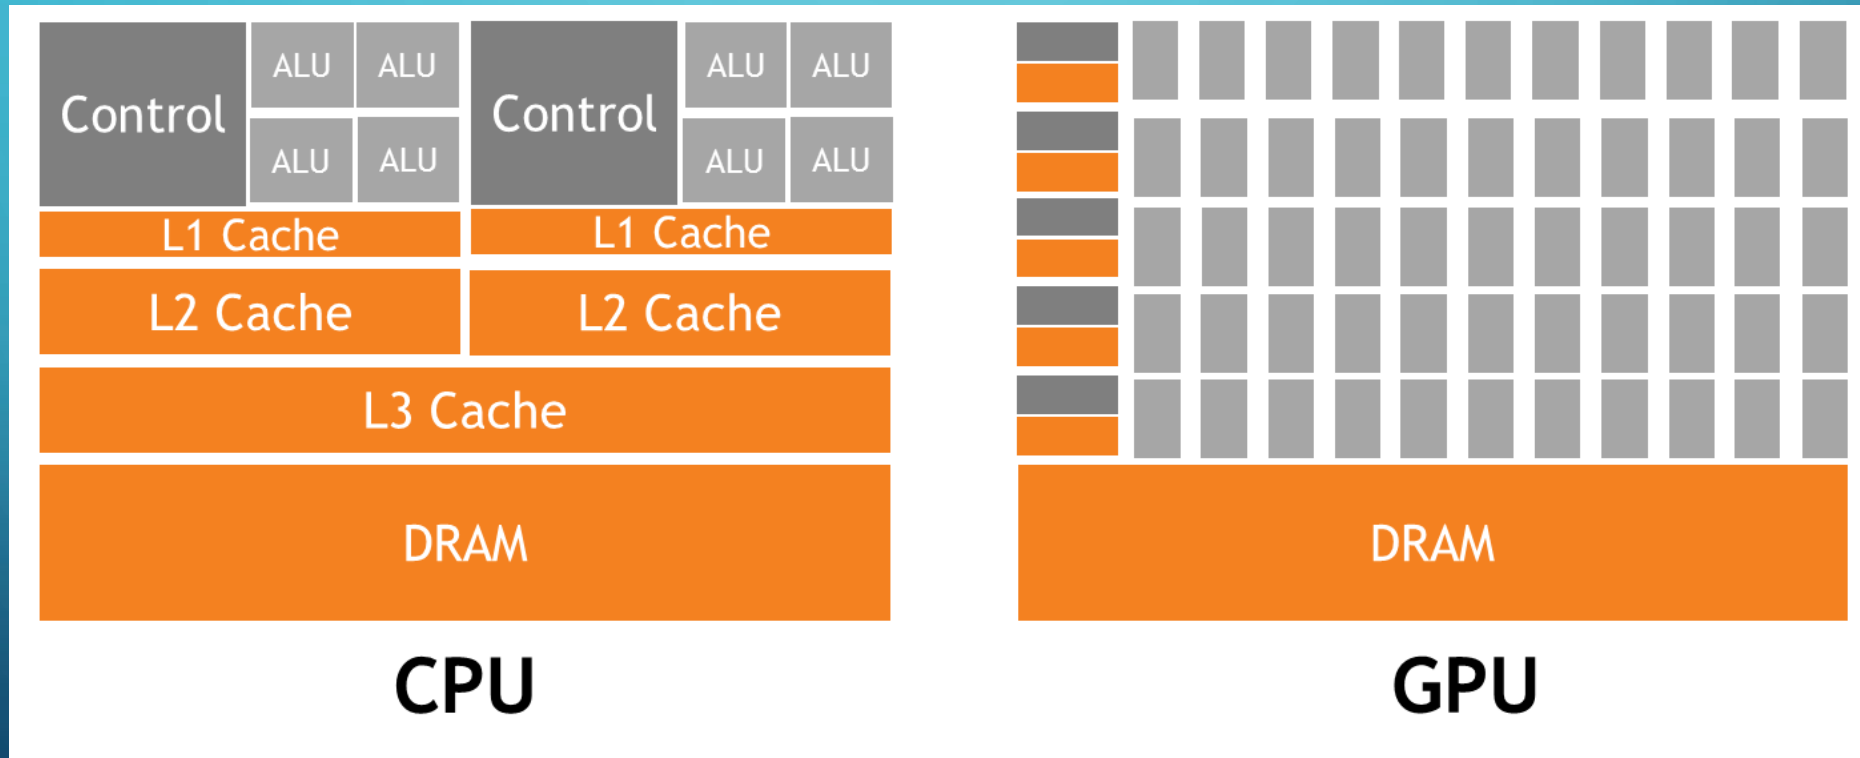 Control
ALU ALU
ALU ALU
Control
ALU ALU
ALU ALU
L1 Cache
L1 Cache
L2 Cache
L2 Cache
L3 Cache
DRAM
CPU
DRAM
GPU